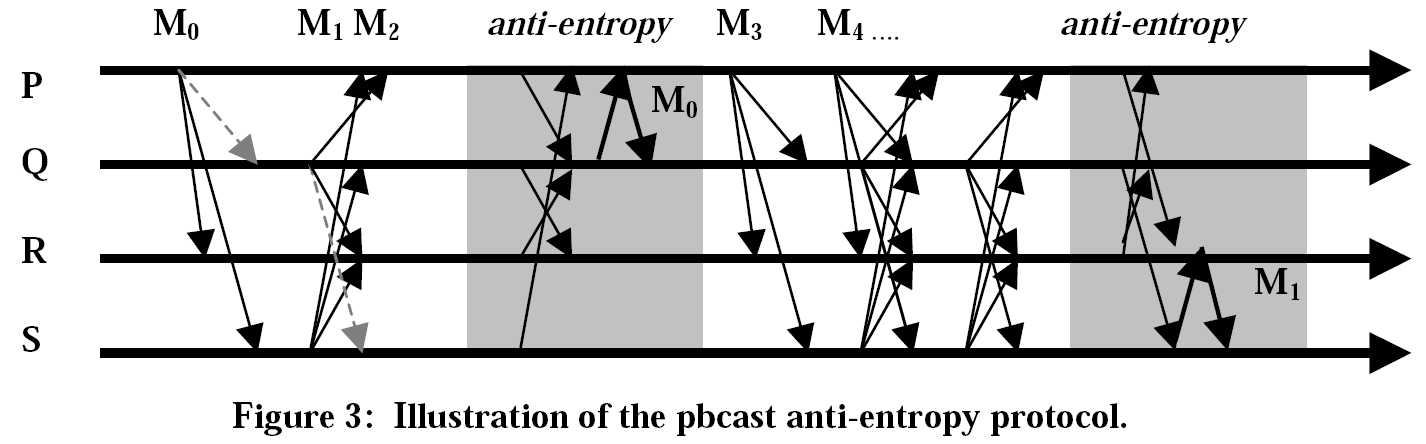 M₀ M₁ M₂ anti-entropy M₃ M₄ .... anti-entropy
P
M₀
Q
R
M₁
S
Figure 3: Illustration of the pbcast anti-entropy protocol.